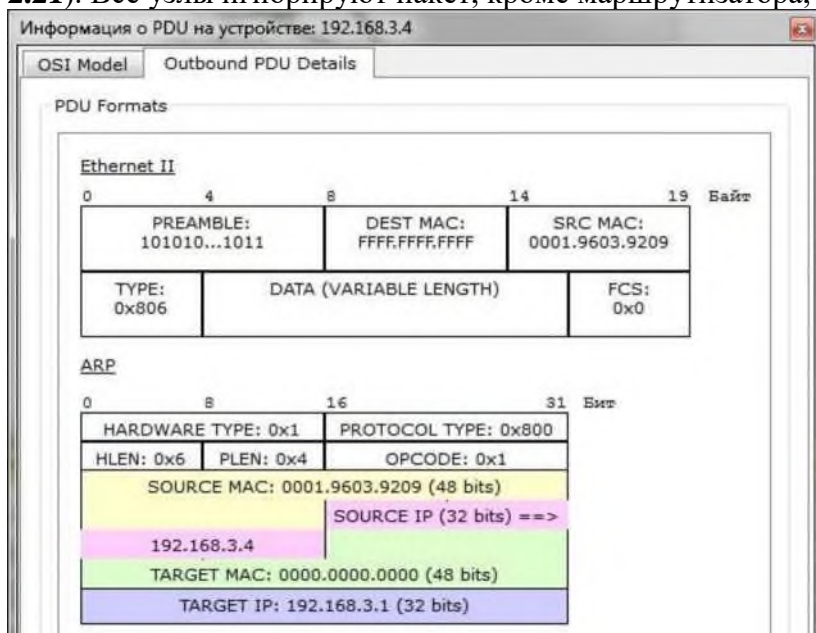 2.21). Все узлы игнорируют пакет, кроме маршрутизатора,
Информация о PDU на устройстве: 192.168.3.4
OSI Model Outbound PDU Details
PDU Formats
Ethernet II
0 4 8 14 19 Байт
PREAMBLE: 101010...1011 DEST MAC: FFFF.FFFF.FFFF SRC MAC: 0001.9603.9209
TYPE: 0x806 DATA (VARIABLE LENGTH) FCS: 0x0
ARP
0 8 16 31 Бит
HARDWARE TYPE: 0x1 PROTOCOL TYPE: 0x800
HLEN: 0x6 PLEN: 0x4 OPCODE: 0x1
SOURCE MAC: 0001.9603.9209 (48 bits)
SOURCE IP (32 bits) ==>
192.168.3.4
TARGET MAC: 0000.0000.0000 (48 bits)
TARGET IP: 192.168.3.1 (32 bits)